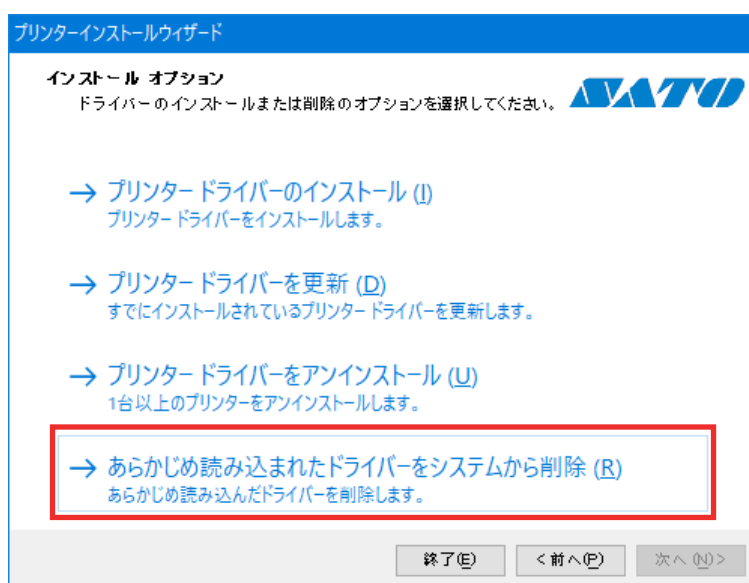 プリンターインストールウィザード
インストール オプション
ドライバーのインストールまたは削除のオプションを選択してください。
SATO
→ プリンター ドライバーのインストール (I)
プリンター ドライバーをインストールします。
→ プリンター ドライバーを更新 (D)
すでにインストールされているプリンター ドライバーを更新します。
→ プリンター ドライバーをアンインストール (U)
1台以上のプリンターをアンインストールします。
→ あらかじめ読み込まれたドライバーをシステムから削除 (R)
あらかじめ読み込んだドライバーを削除します。
終了(E) <前へ(P) 次へ(N)>